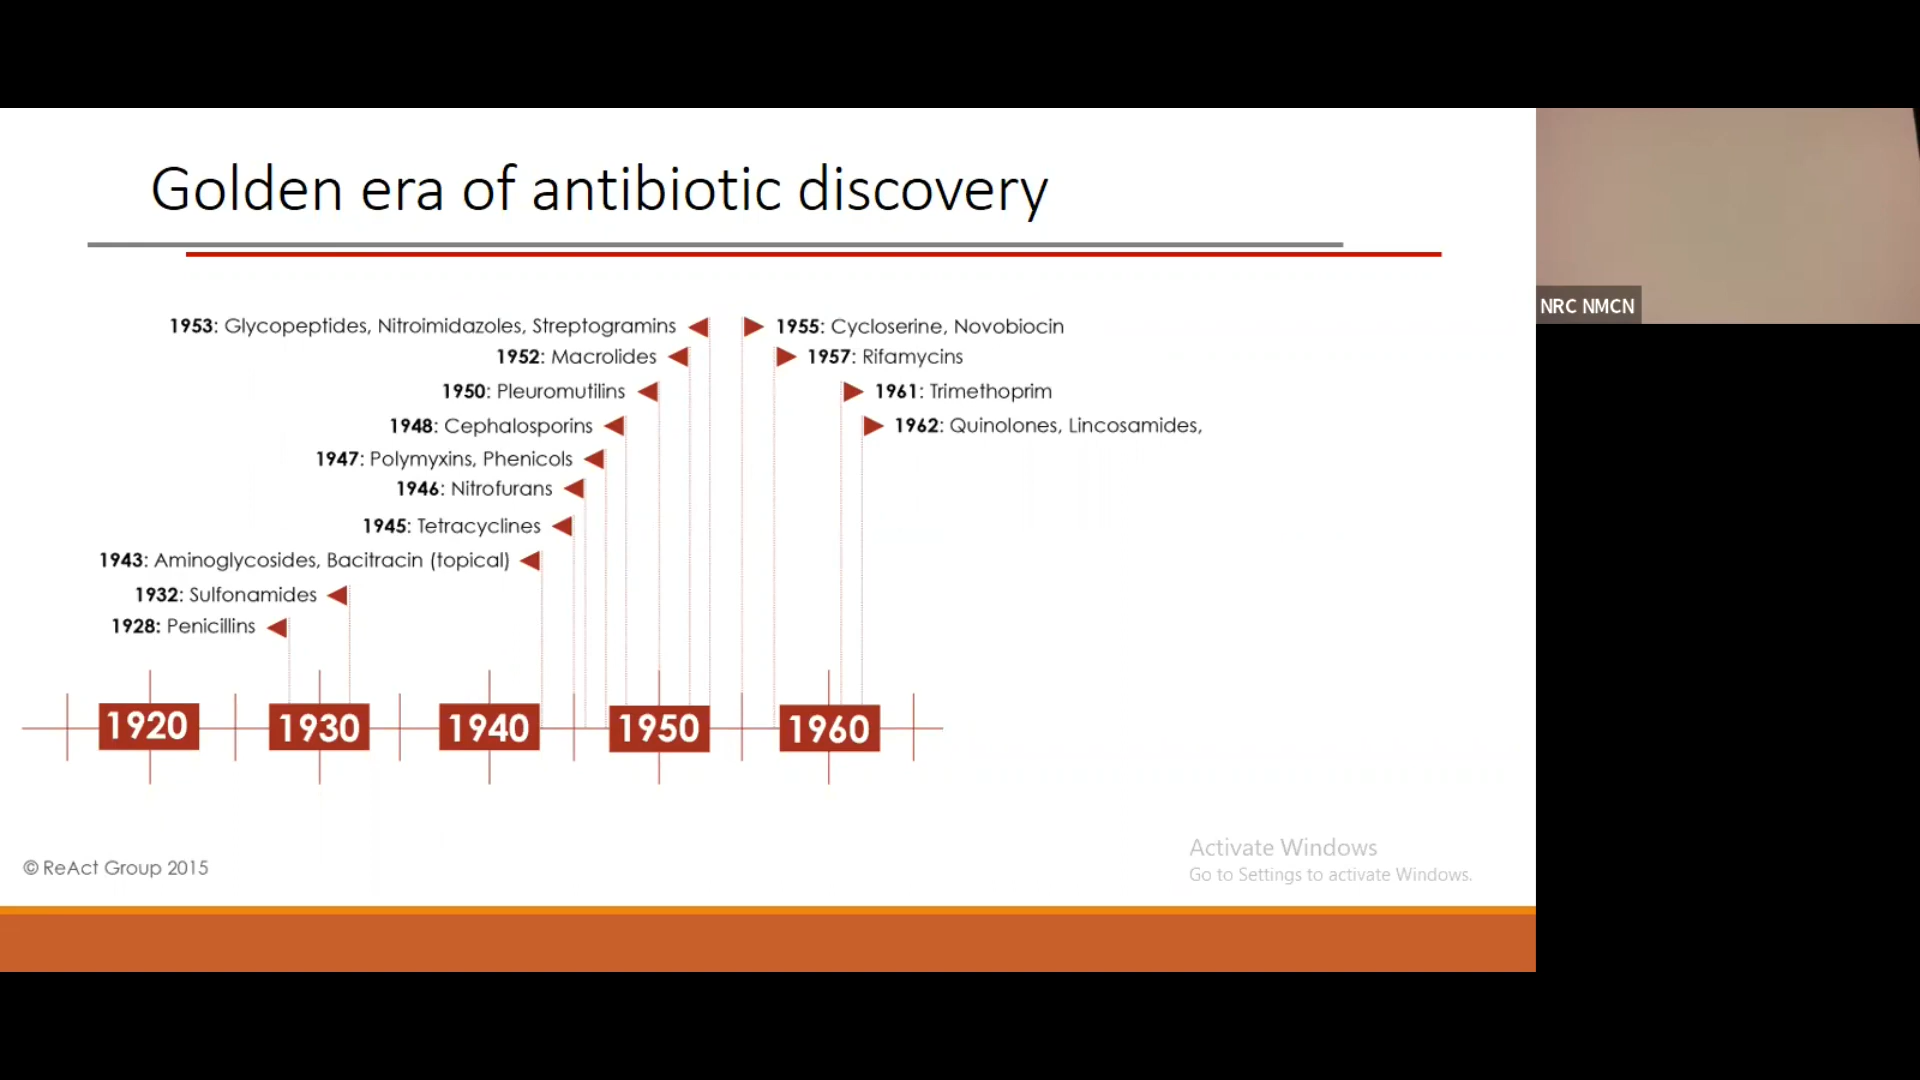 Golden era of antibiotic discovery
NRC NMCN
1953: Glycopeptides, Nitroimidazoles, Streptogramins
1955: Cycloserine, Novobiocin
1952: Macrolides
1957: Rifamycins
1950: Pleuromutilins
1961: Trimethoprim
1948: Cephalosporins
1962: Quinolones, Lincosamides,
1947: Polymyxins, Phenicols
1946: Nitrofurans
1945: Tetracyclines
1943: Aminoglycosides, Bacitracin (topical)
1932: Sulfonamides
1928: Penicillins
1920 1930 1940 1950 1960
Activate Windows
Go to Settings to activate Windows.
© ReAct Group 2015